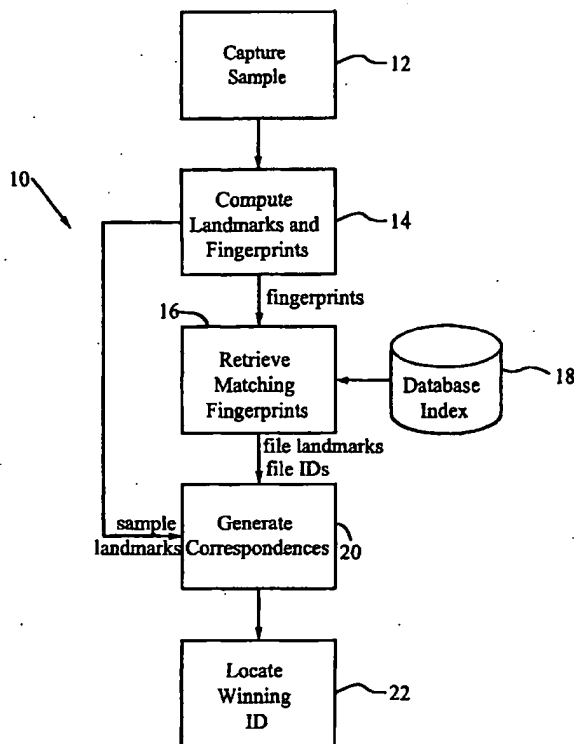 Capture
Sample
12
10
Compute
Landmarks and
Fingerprints
14
fingerprints
16
Retrieve
Matching
Fingerprints
Database
Index
18
file landmarks
file IDs
sample
landmarks
Generate
Correspondences
20
Locate
Winning
ID
22